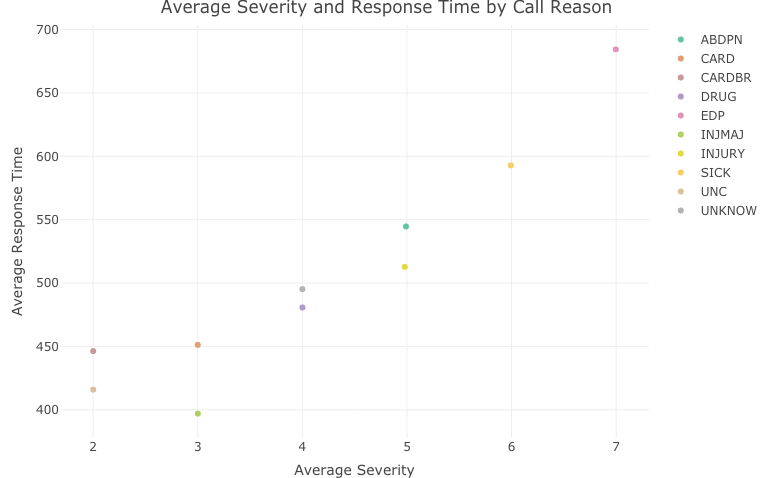 Average Severity and Response Time by Call Reason
700
650
600
550
500
450
400
Average Response Time
2 3 4 5 6 7
Average Severity
ABDPN
CARD
CARDBR
DRUG
EDP
INJMAJ
INJURY
SICK
UNC
UNKNOW